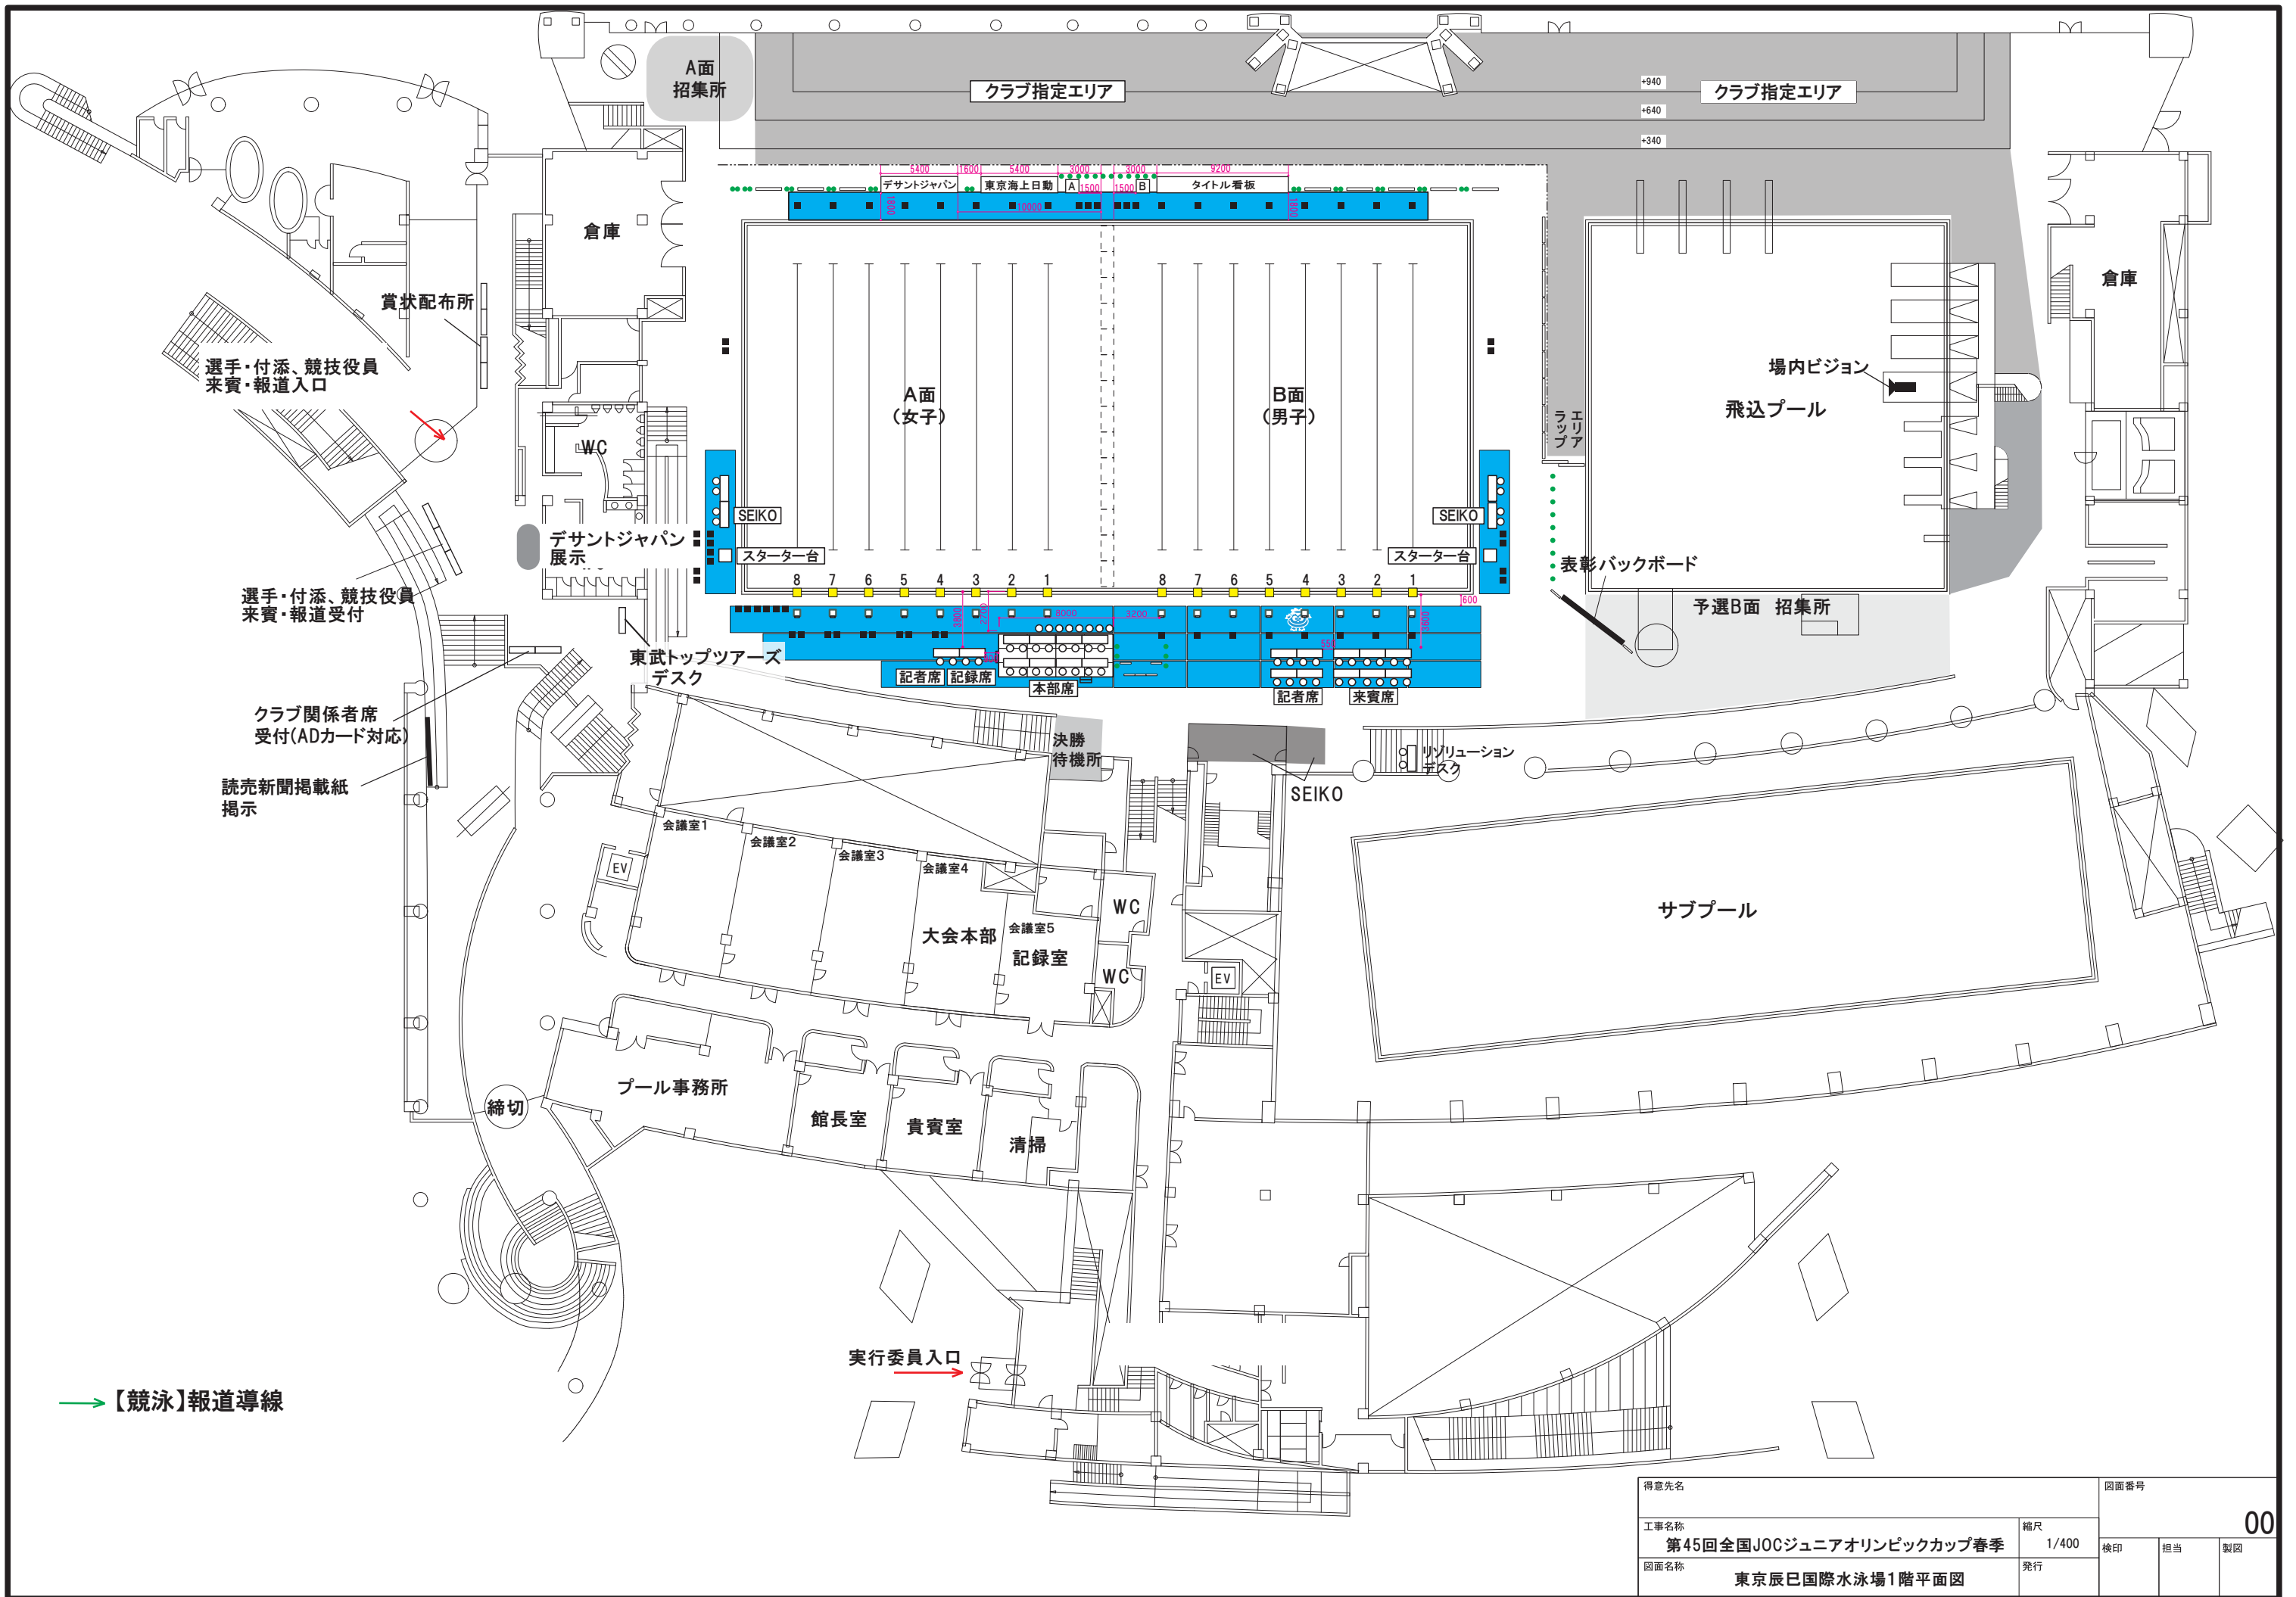 A面
招集所
クラブ指定エリア
クラブ指定エリア
+940
+640
+340
5400
1600
5400
3000
3000
9200
デサントジャパン
東京海上日動
A
1500
1500
B
タイトル看板
1800
10000
1800
倉庫
倉庫
賞状配布所
選手・付添、競技役員
来賓・報道入口
A面
(女子)
B面
(男子)
エリア
ラップ
場内ビジョン
飛込プール
WC
SEIKO
SEIKO
デサントジャパン
展示
スターター台
スターター台
表彰バックボード
8 7 6 5 4 3 2 1
8 7 6 5 4 3 2 1
選手・付添、競技役員
来賓・報道受付
予選B面 招集所
600
3800
2700
8000
3200
3600
550
東武トップツアーズ
デスク
記者席
記録席
本部席
記者席
来賓席
クラブ関係者席
受付(ADカード対応)
決勝
待機所
リゾリューション
デスク
SEIKO
読売新聞掲載紙
掲示
会議室1
会議室2
会議室3
会議室4
EV
WC
サブプール
大会本部
会議室5
記録室
WC
EV
プール事務所
締切
館長室
貴賓室
清掃
実行委員入口
【競泳】報道導線
得意先名
図面番号
00
工事名称
第45回全国JOCジュニアオリンピックカップ春季
縮尺
1/400
検印
担当
製図
図面名称
東京辰巳国際水泳場1階平面図
発行